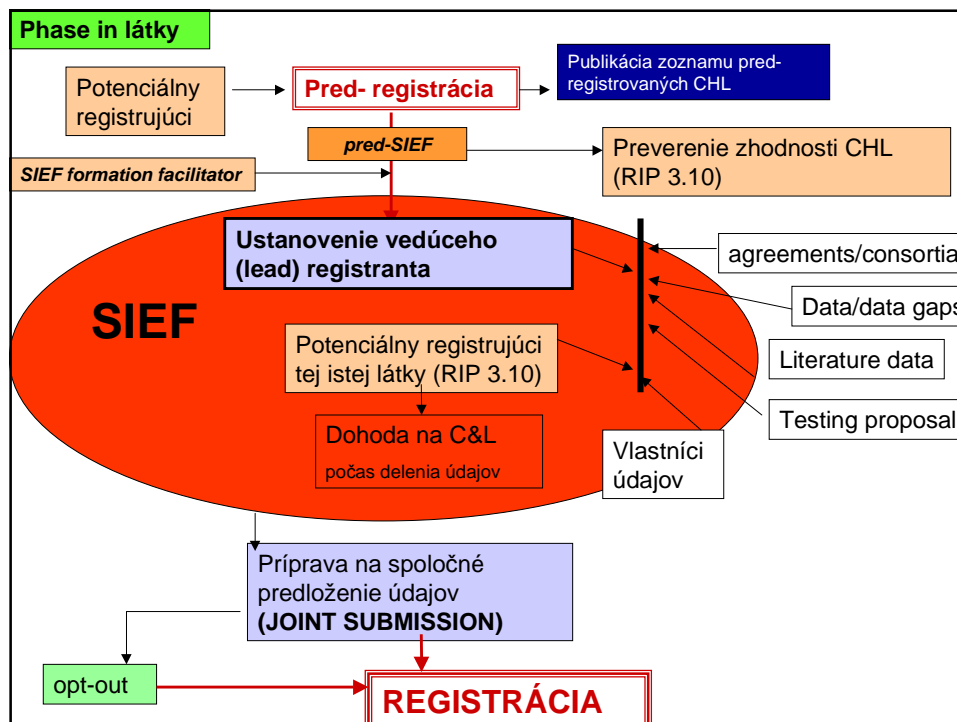 Phase in látky
Potenciálny
registrujúci
Pred- registrácia
Publikácia zoznamu pred-
registrovaných CHL
pred-SIEF
SIEF formation facilitator
Preverenie zhodnosti CHL
(RIP 3.10)
Ustanovenie vedúceho
(lead) registranta
agreements/consortia
SIEF
Data/data gaps
Potenciálny registrujúci
tej istej látky (RIP 3.10)
Literature data
Testing proposal
Dohoda na C&L
počas delenia údajov
Vlastníci
údajov
Príprava na spoločné
predloženie údajov
(JOINT SUBMISSION)
opt-out
REGISTRÁCIA